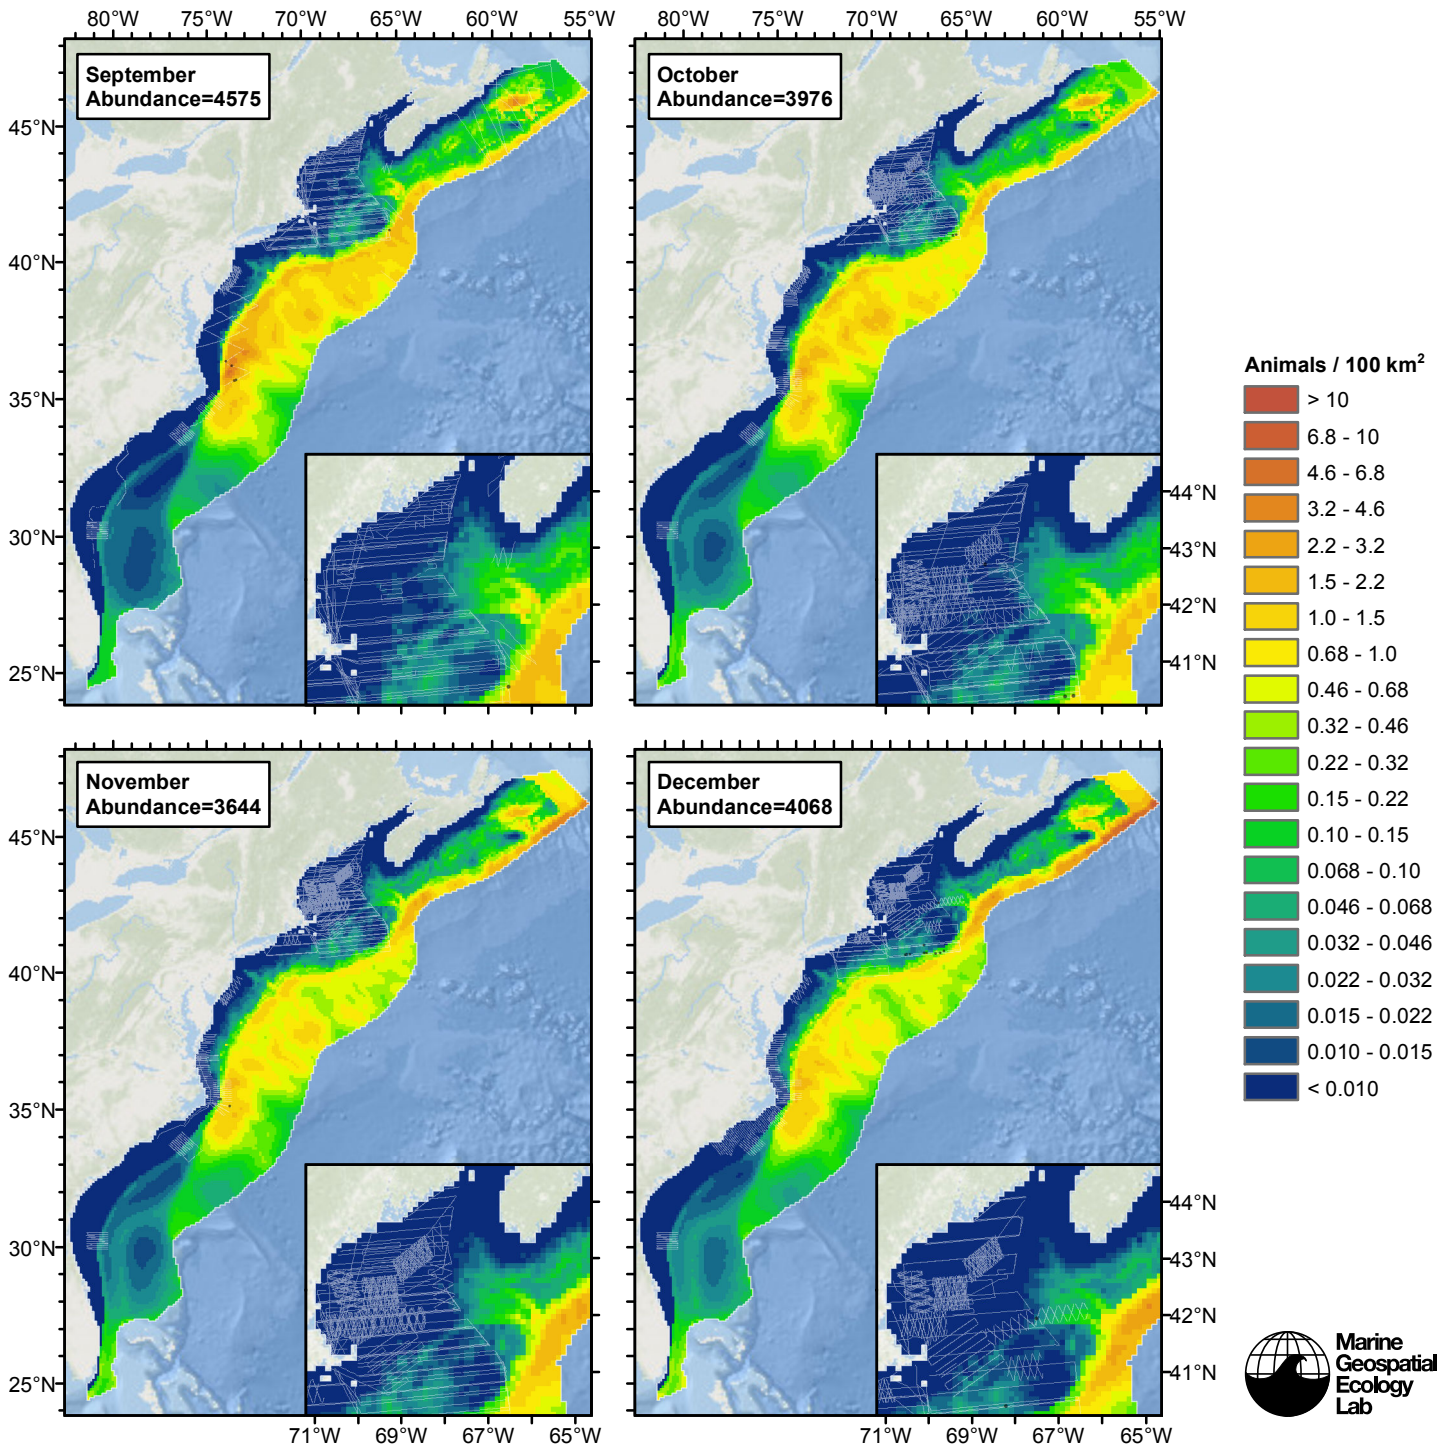 80°W 75°W 70°W 65°W 60°W 55°W
80°W 75°W 70°W 65°W 60°W 55°W
September
Abundance=4575
45°N
40°N
35°N
30°N
25°N
October
Abundance=3976
44°N
43°N
42°N
41°N
November
Abundance=3644
45°N
40°N
35°N
30°N
25°N
71°W 69°W 67°W 65°W
December
Abundance=4068
44°N
43°N
42°N
41°N
71°W 69°W 67°W 65°W
Animals / 100 km²
> 10
6.8 - 10
4.6 - 6.8
3.2 - 4.6
2.2 - 3.2
1.5 - 2.2
1.0 - 1.5
0.68 - 1.0
0.46 - 0.68
0.32 - 0.46
0.22 - 0.32
0.15 - 0.22
0.10 - 0.15
0.068 - 0.10
0.046 - 0.068
0.032 - 0.046
0.022 - 0.032
0.015 - 0.022
0.010 - 0.015
< 0.010
Marine
Geospatial
Ecology
Lab